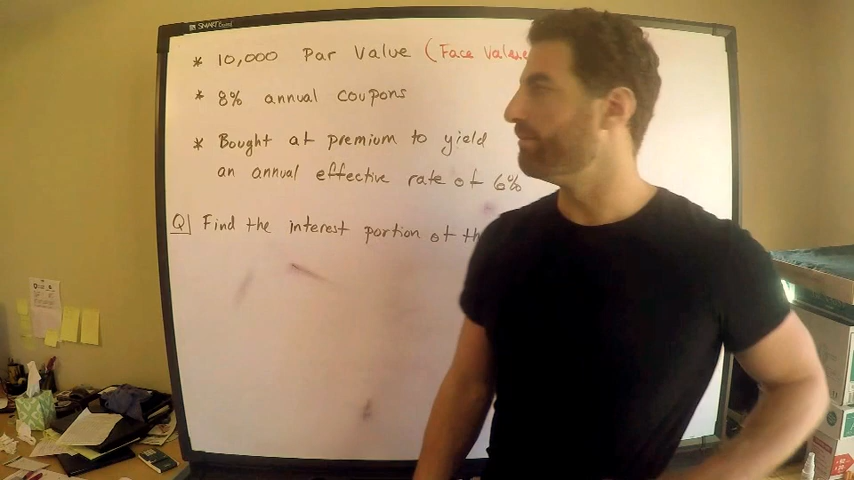 SMART Board
* 10,000 Par Value (Face Value
* 8% annual coupons
* Bought at premium to yield
an annual effective rate of 6%
Q| Find the interest portion of th